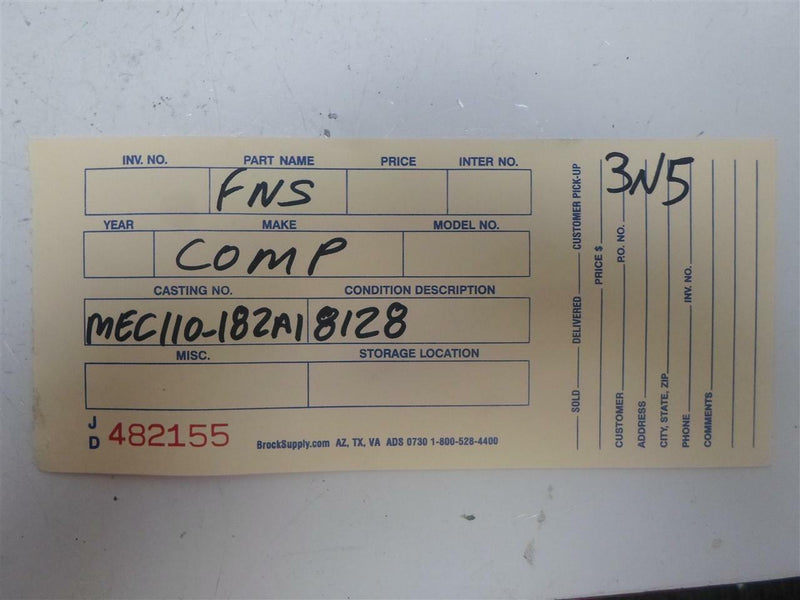 INV. NO. PART NAME PRICE INTER NO.
FNS
YEAR MAKE MODEL NO.
COMP
CASTING NO. CONDITION DESCRIPTION
MEC110-182A18128
MISC. STORAGE LOCATION
JD 482155
BrockSupply.com AZ, TX, VA ADS 0730 1-800-528-4400
3N5
SOLD DELIVERED CUSTOMER PICK-UP
PRICE $
CUSTOMER P.O. NO.
ADDRESS
CITY, STATE, ZIP
PHONE INV. NO.
COMMENTS